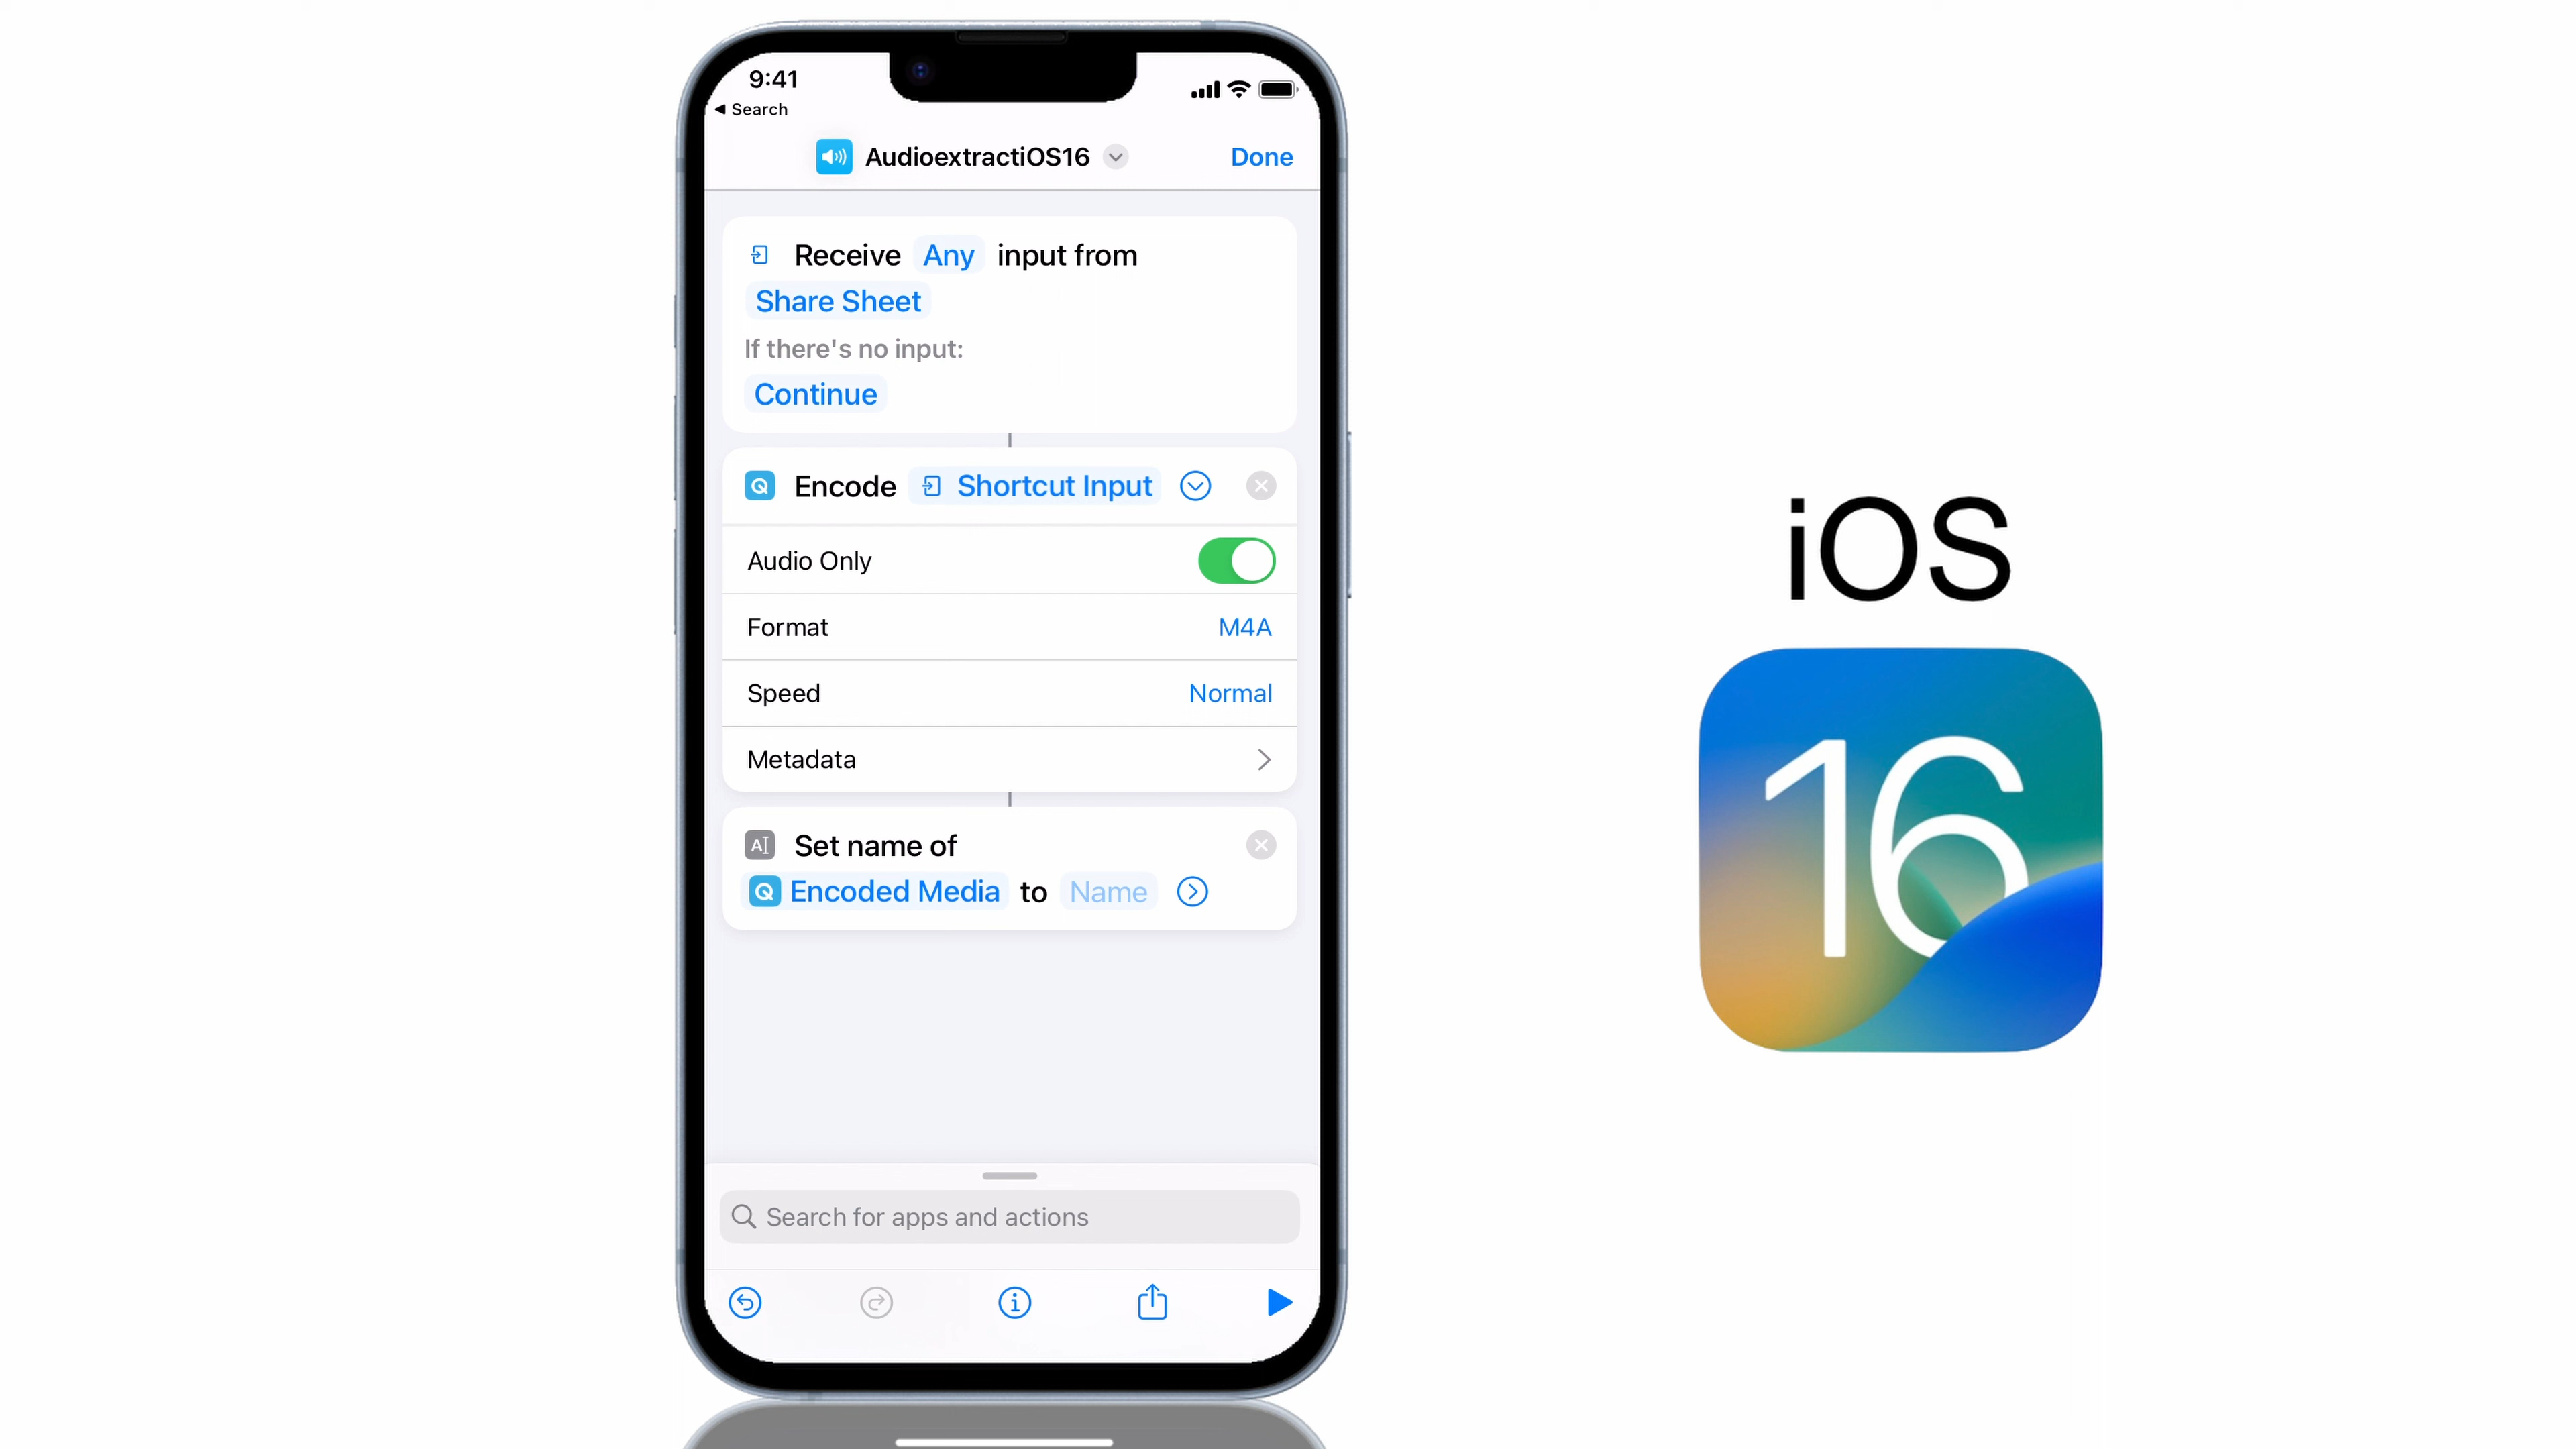 9:41
Search
AudioextractiOS16
Done
Receive Any input from
Share Sheet
If there's no input:
Continue
Encode Shortcut Input
Audio Only
Format M4A
Speed Normal
Metadata
Set name of
Encoded Media to Name
Search for apps and actions
iOS
16